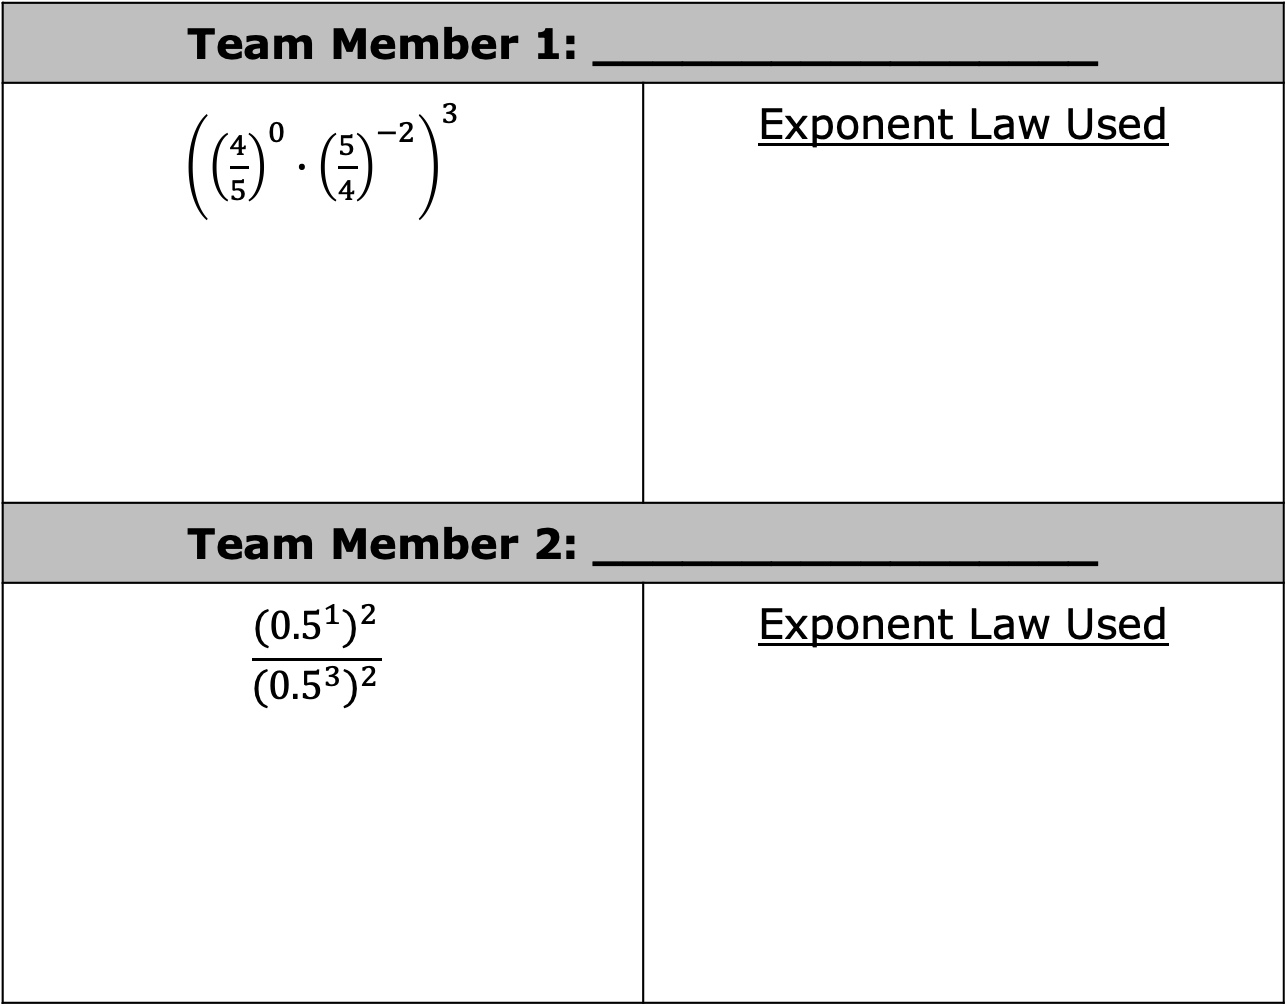 Team Member 1: ____________________
((4/5)^0 · (5/4)^−2)^3
Exponent Law Used
Team Member 2: ____________________
(0.5^1)^2 / (0.5^3)^2
Exponent Law Used